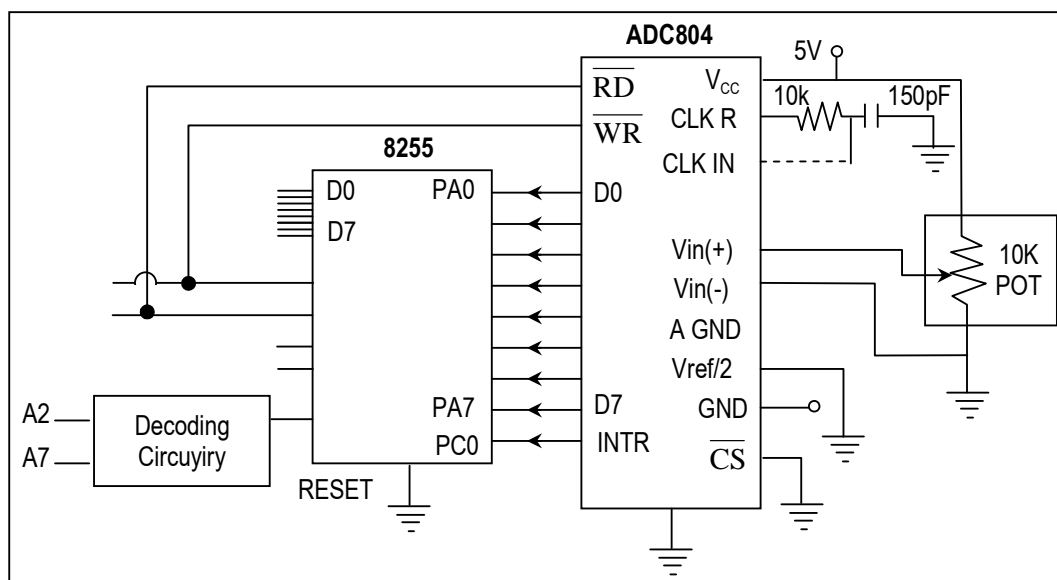 ADC804
5V
RD
V_CC
10k
150pF
CLK R
WR
8255
CLK IN
D0
PA0
D0
D7
Vin(+)
10K
POT
Vin(-)
A GND
Vref/2
A2
Decoding
Circuyiry
A7
PA7
D7
GND
PC0
INTR
CS
RESET